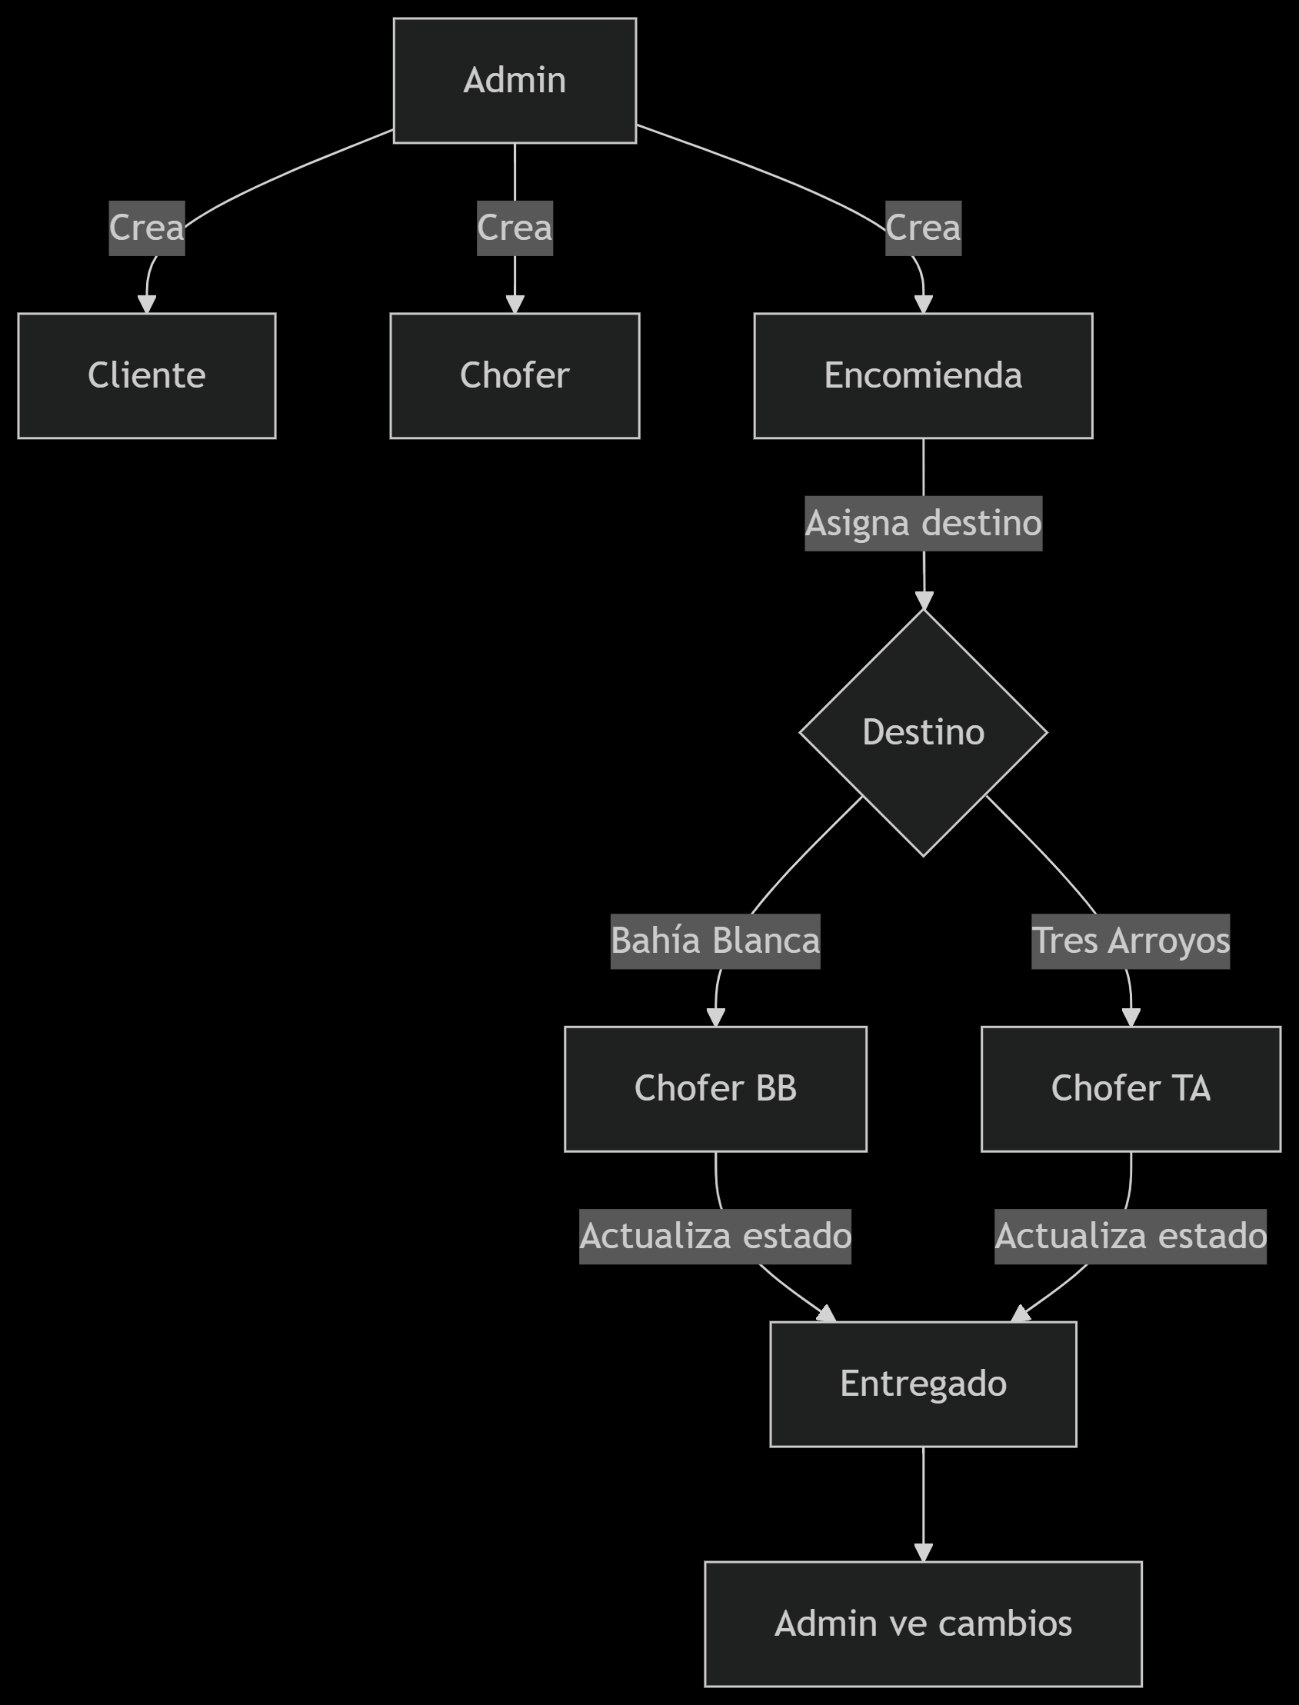 Admin
Crea
Crea
Crea
Cliente
Chofer
Encomienda
Asigna destino
Destino
Bahía Blanca
Tres Arroyos
Chofer BB
Chofer TA
Actualiza estado
Actualiza estado
Entregado
Admin ve cambios